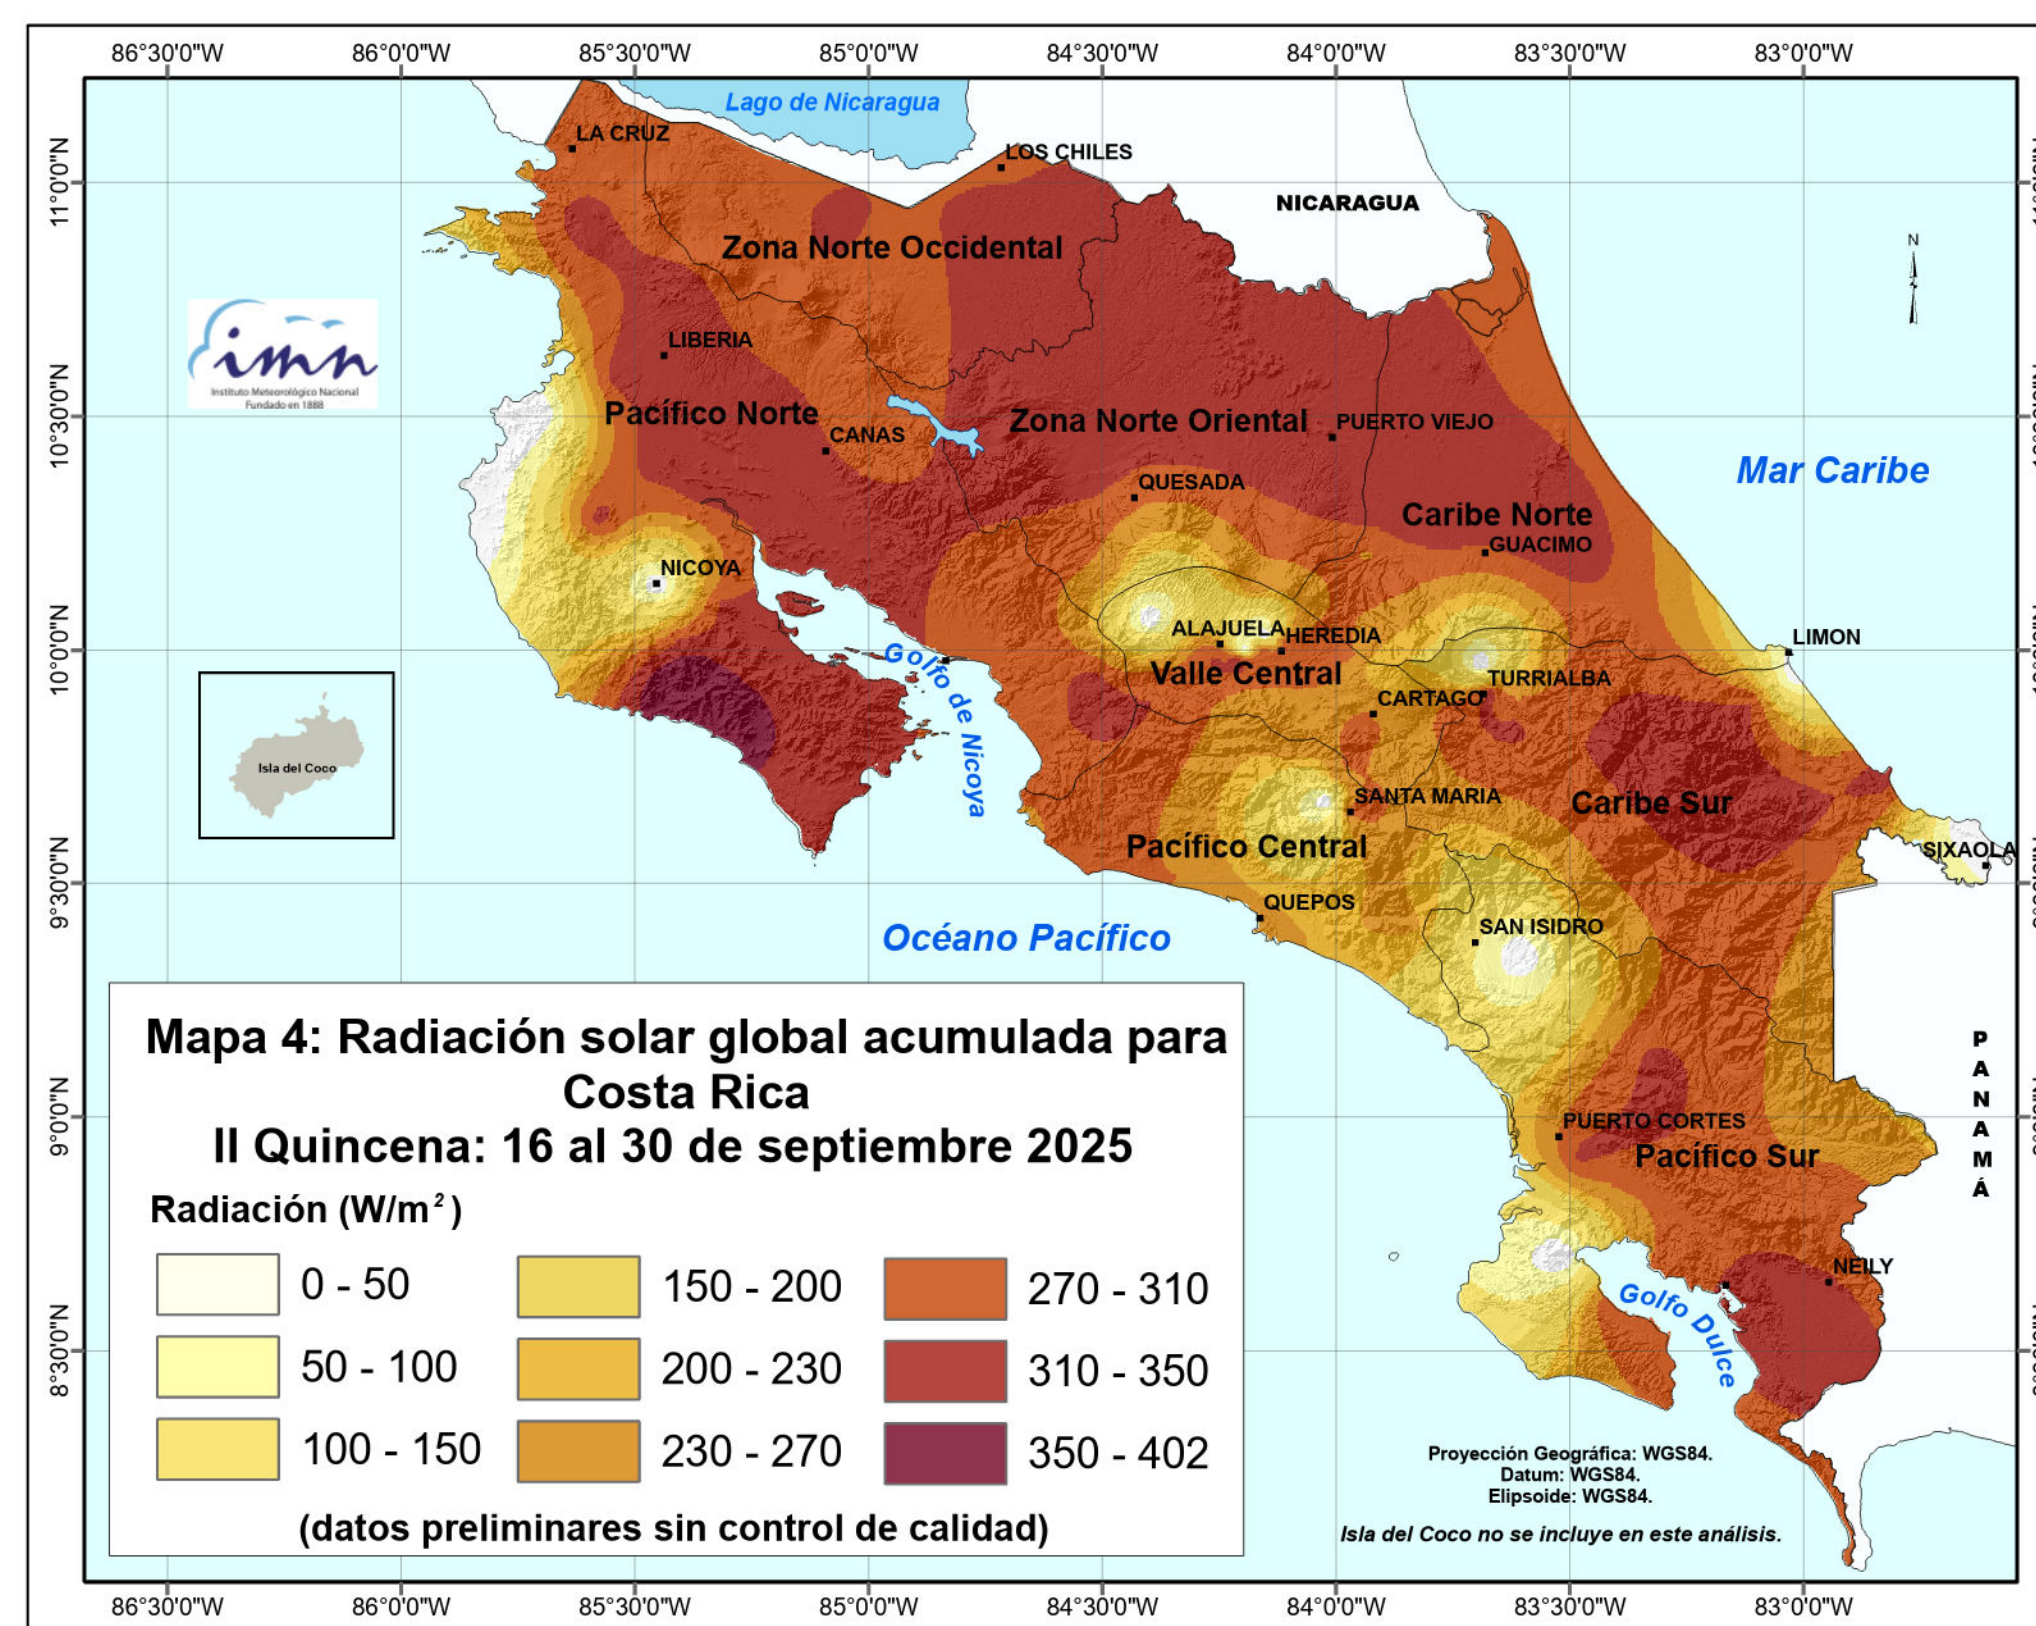 86°30'0"W 86°0'0"W 85°30'0"W 85°0'0"W 84°30'0"W 84°0'0"W 83°30'0"W 83°0'0"W
Lago de Nicaragua
LA CRUZ
LOS CHILES
11°0'0"N
NICARAGUA
Zona Norte Occidental
N
imn
Instituto Meteorológico Nacional
Fundado en 1888
LIBERIA
10°30'0"N
Pacífico Norte
CANAS
Zona Norte Oriental
PUERTO VIEJO
Mar Caribe
QUESADA
Caribe Norte
GUACIMO
NICOYA
10°0'0"N
ALAJUELA
HEREDIA
LIMON
Valle Central
TURRIALBA
CARTAGO
Golfo de Nicoya
Isla del Coco
SANTA MARIA
Caribe Sur
Pacífico Central
SIXAOLA
9°30'0"N
QUEPOS
SAN ISIDRO
Océano Pacífico
PANAMÁ
9°0'0"N
PUERTO CORTES
Pacífico Sur
NEILY
Golfo Dulce
8°30'0"N
Mapa 4: Radiación solar global acumulada para
Costa Rica
II Quincena: 16 al 30 de septiembre 2025
Radiación (W/m²)
0 - 50 150 - 200 270 - 310
50 - 100 200 - 230 310 - 350
100 - 150 230 - 270 350 - 402
(datos preliminares sin control de calidad)
Proyección Geográfica: WGS84.
Datum: WGS84.
Elipsoide: WGS84.
Isla del Coco no se incluye en este análisis.
86°30'0"W 86°0'0"W 85°30'0"W 85°0'0"W 84°30'0"W 84°0'0"W 83°30'0"W 83°0'0"W